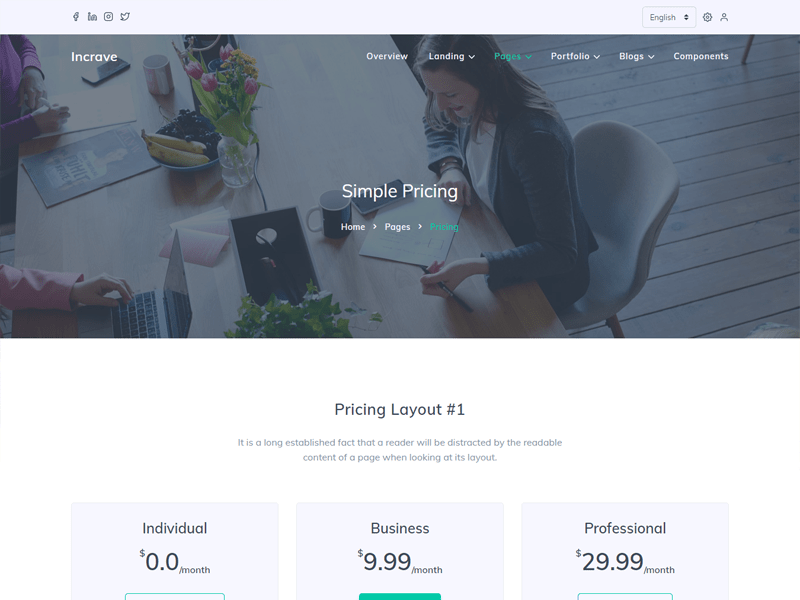 English
Incrave
Overview Landing Pages Portfolio Blogs Components
Simple Pricing
Home > Pages > Pricing
Pricing Layout #1
It is a long established fact that a reader will be distracted by the readable
content of a page when looking at its layout.
Individual
$0.0/month
Business
$9.99/month
Professional
$29.99/month